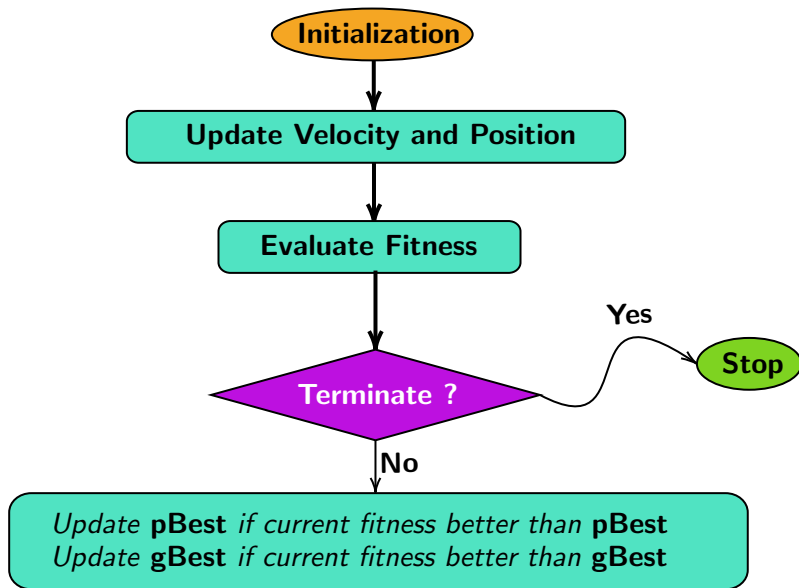 Initialization
Update Velocity and Position
Evaluate Fitness
Yes
Stop
Terminate ?
No
Update pBest if current fitness better than pBest
Update gBest if current fitness better than gBest